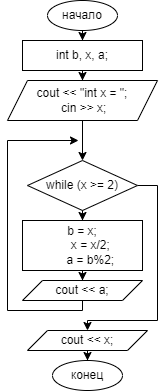 начало
int b, x, a;
cout << "int x = ";
cin >> x;
while (x >= 2)
b = x;
x = x/2;
a = b%2;
cout << a;
cout << x;
конец